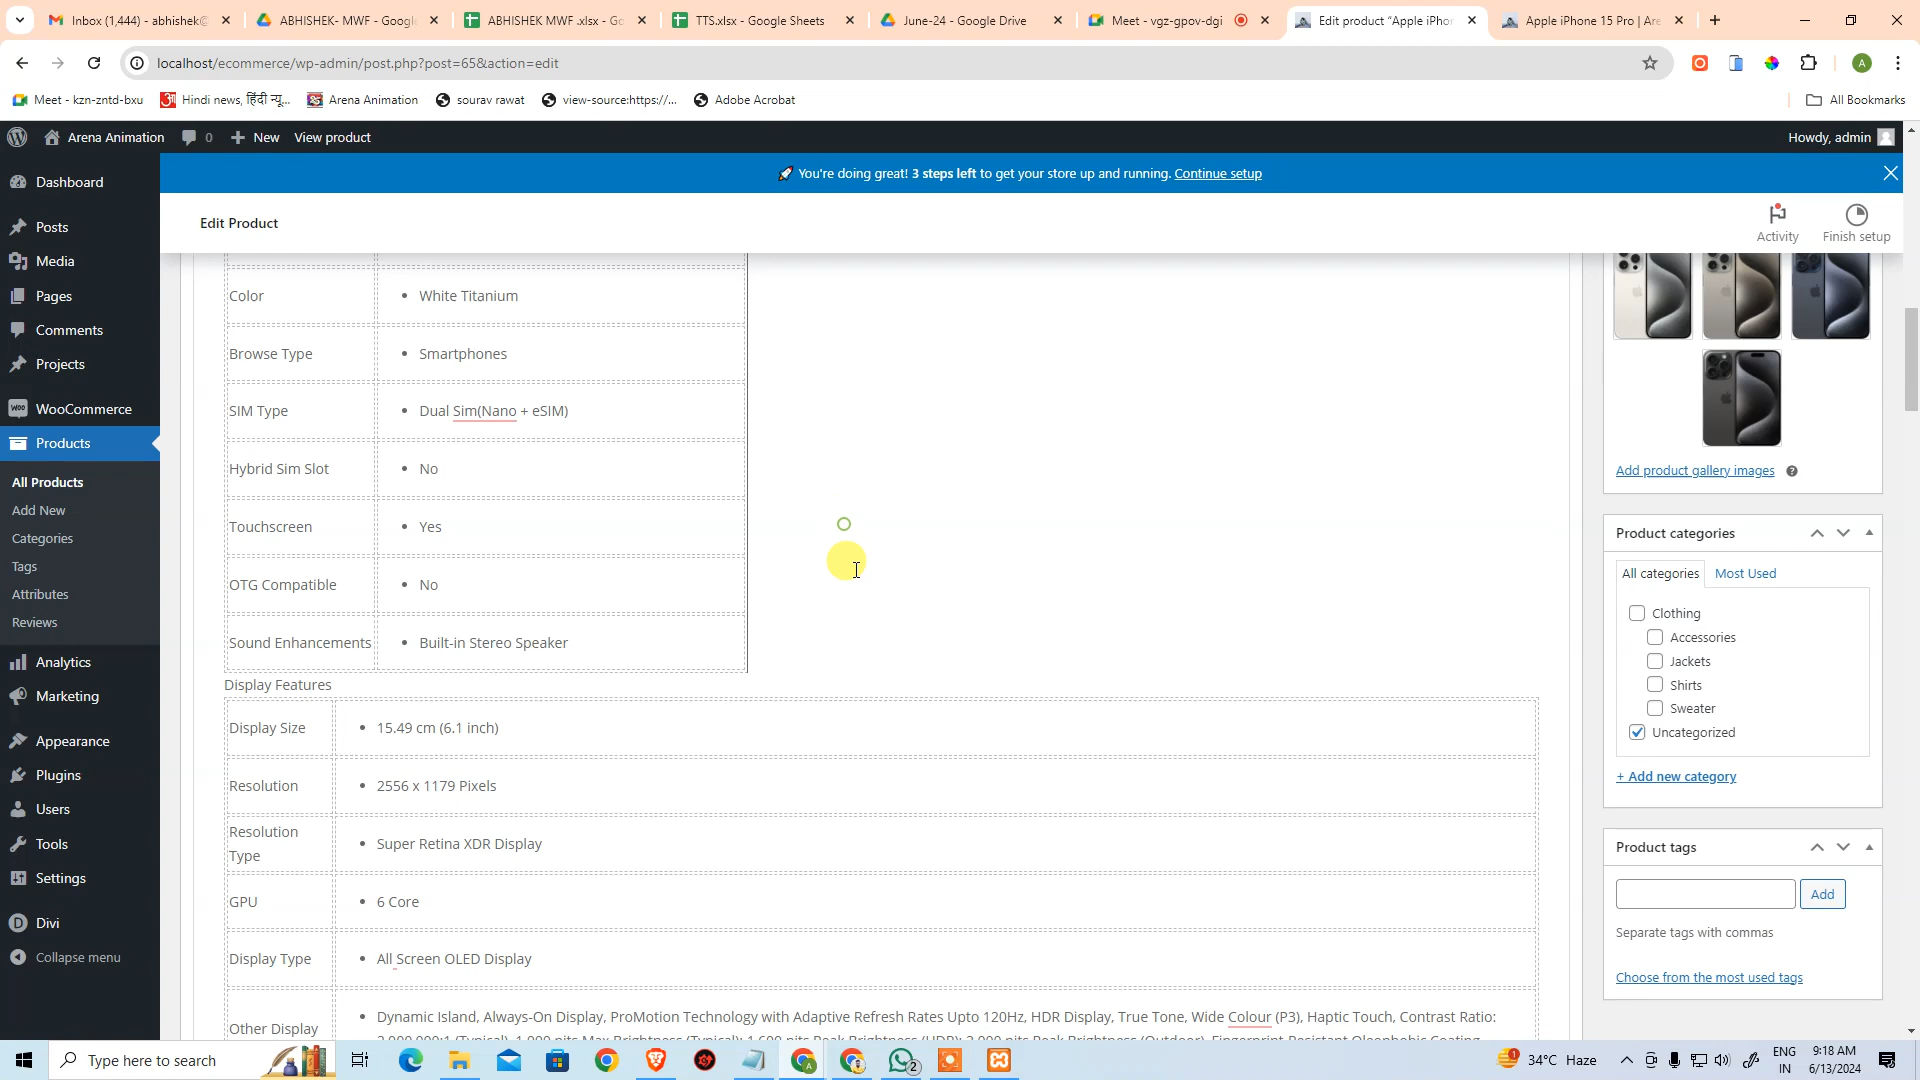 Inbox (1,444) - abhishek@
ABHISHEK- MWF - Google
ABHISHEK MWF .xlsx - Go
TTS.xlsx - Google Sheets
June-24 - Google Drive
Meet - vgz-gpov-dgi
Edit product "Apple iPhon
Apple iPhone 15 Pro | Are
localhost/ecommerce/wp-admin/post.php?post=65&action=edit
A
Meet - kzn-zntd-bxu
Hindi news, हिंदी न्यू...
Arena Animation
sourav rawat
view-source:https://...
Adobe Acrobat
All Bookmarks
Arena Animation
0
New
View product
Howdy, admin
Dashboard
Posts
Media
Pages
Comments
Projects
WooCommerce
Products
All Products
Add New
Categories
Tags
Attributes
Reviews
Analytics
Marketing
Appearance
Plugins
Users
Tools
Settings
Divi
Collapse menu
You're doing great! 3 steps left to get your store up and running. Continue setup
Edit Product
Activity
Finish setup
Color
White Titanium
Browse Type
Smartphones
SIM Type
Dual Sim(Nano + eSIM)
Hybrid Sim Slot
No
Touchscreen
Yes
OTG Compatible
No
Sound Enhancements
Built-in Stereo Speaker
Display Features
Display Size
15.49 cm (6.1 inch)
Resolution
2556 x 1179 Pixels
Resolution
Type
Super Retina XDR Display
GPU
6 Core
Display Type
All Screen OLED Display
Other Display
Dynamic Island, Always-On Display, ProMotion Technology with Adaptive Refresh Rates Upto 120Hz, HDR Display, True Tone, Wide Colour (P3), Haptic Touch, Contrast Ratio:
Add product gallery images
Product categories
All categories
Most Used
Clothing
Accessories
Jackets
Shirts
Sweater
Uncategorized
+ Add new category
Product tags
Add
Separate tags with commas
Choose from the most used tags
Type here to search
2
1
34°C Haze
ENG
IN
9:18 AM
6/13/2024